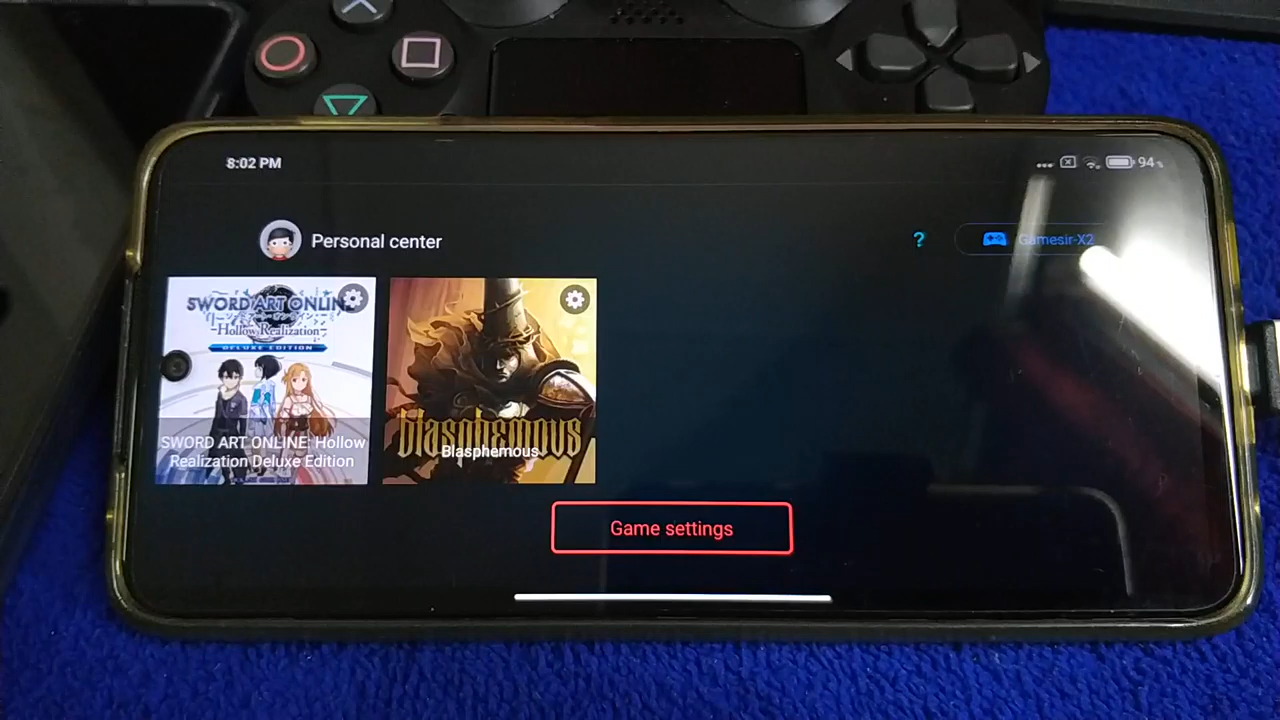 8:02 PM
94%
Personal center
?
Gamesir-X2
SWORD ART ONLIN
-Hollow Realization-
DELUXE EDITION
SWORD ART ONLINE: Hollow
Realization Deluxe Edition
blasphemous
Blasphemous
Game settings